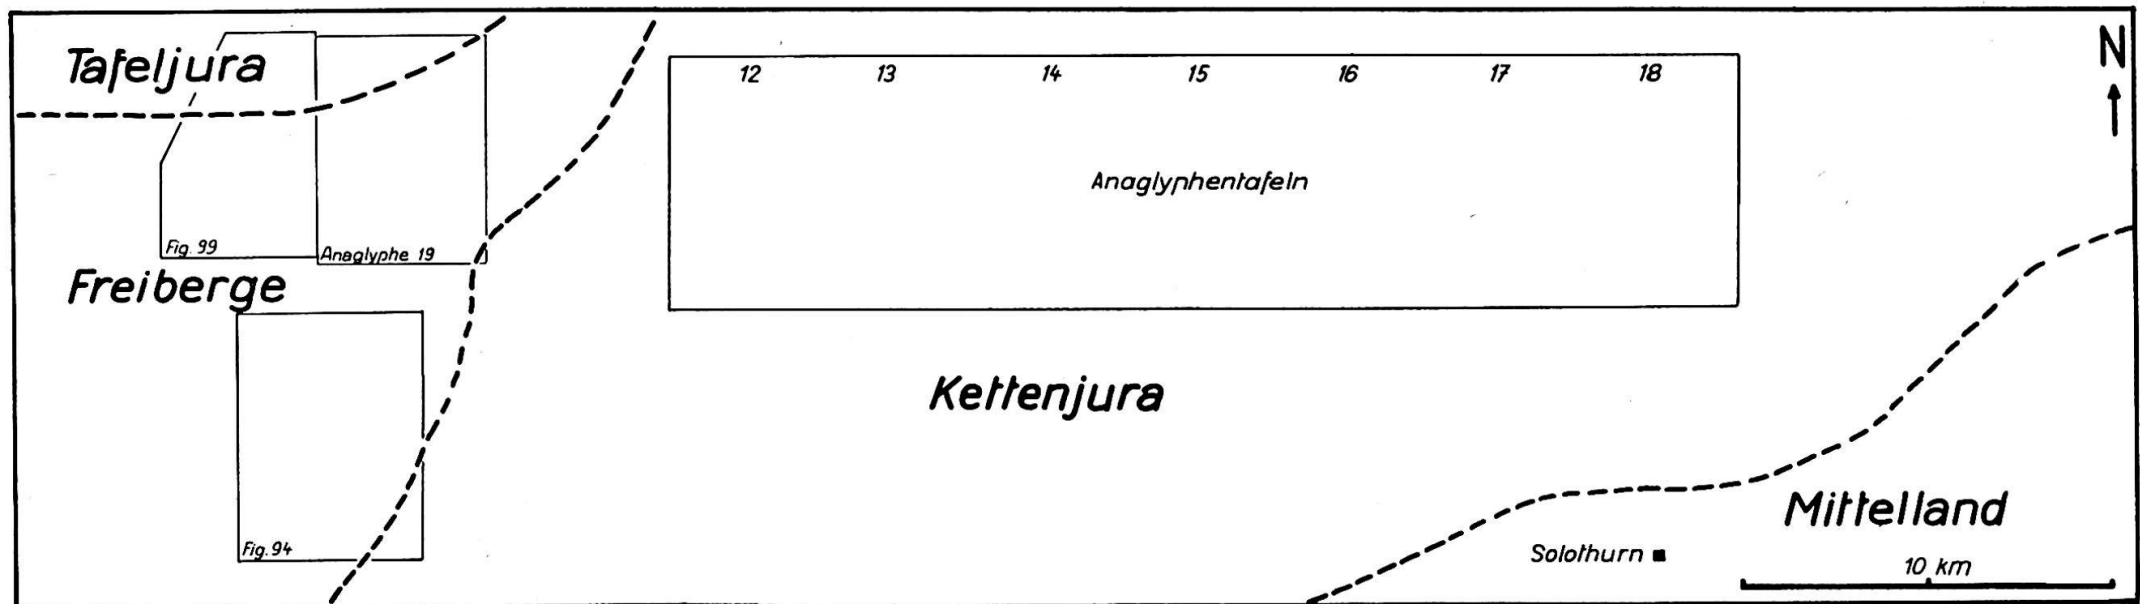 Tafeljura
12 13 14 15 16 17 18
N
Anaglyphentafeln
Fig. 99
Anaglyphe 19
Freiberge
Kettenjura
Mittelland
Fig. 94
Solothurn
10 km